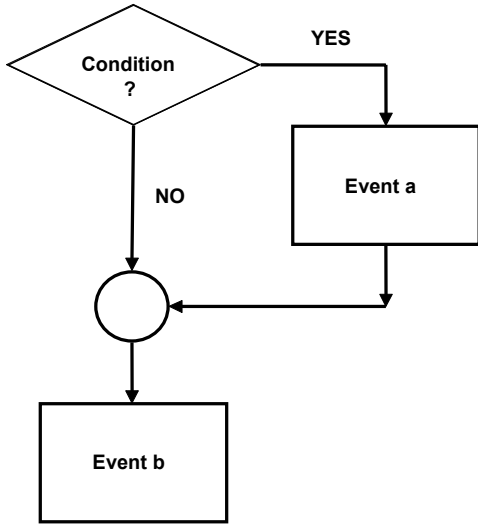 YES
Condition
?
Event a
NO
Event b